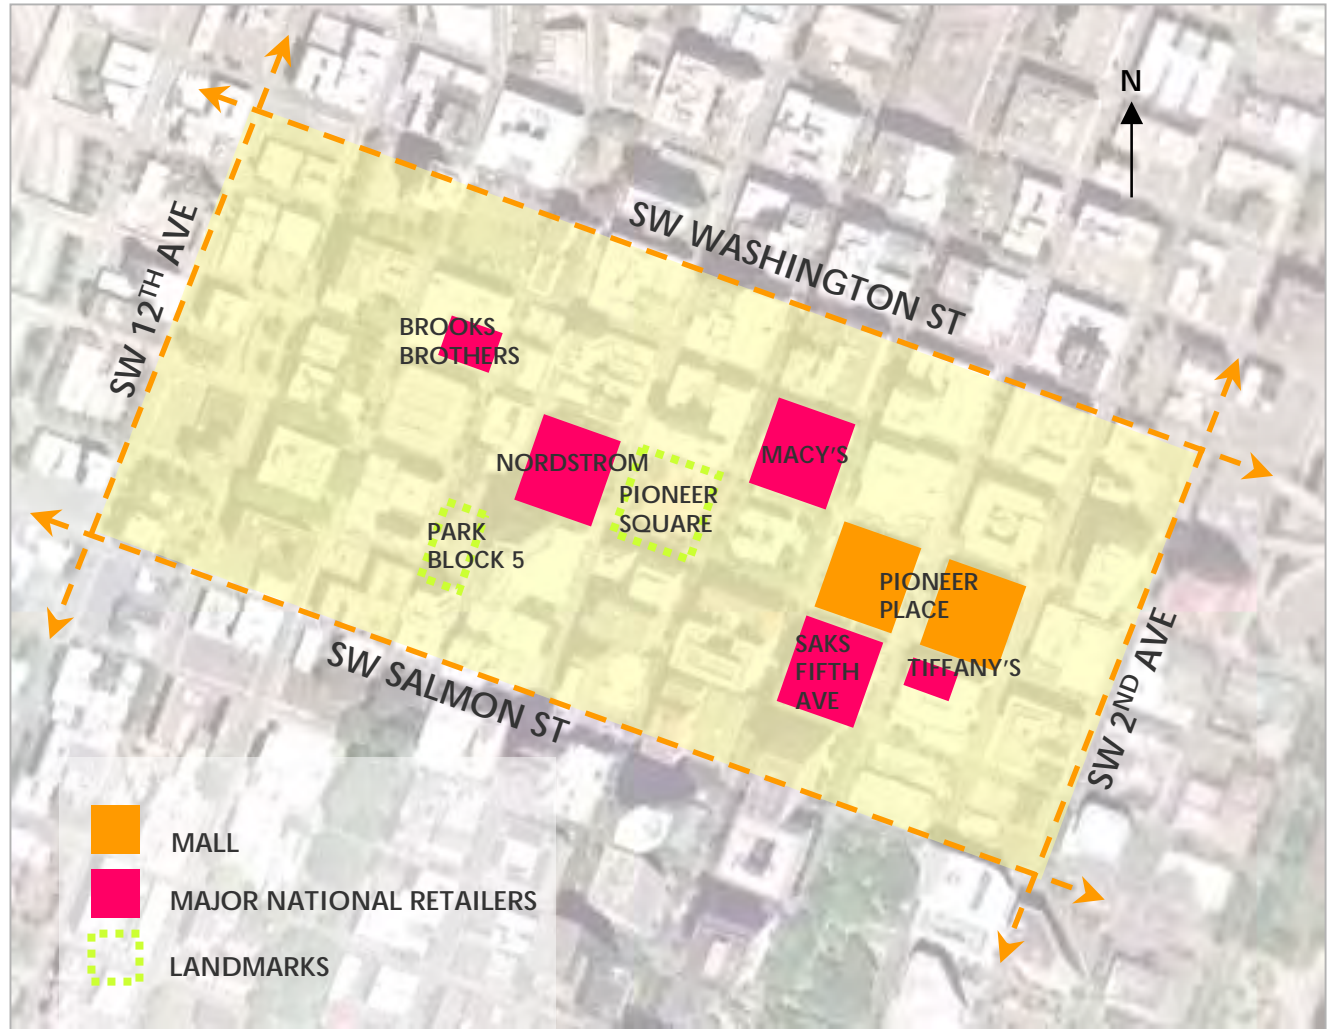 N
SW WASHINGTON ST
SW 12TH AVE
BROOKS
BROTHERS
NORDSTROM
MACY'S
PIONEER
SQUARE
PARK
BLOCK 5
PIONEER
PLACE
SAKS
FIFTH
AVE
TIFFANY'S
SW SALMON ST
SW 2ND AVE
MALL
MAJOR NATIONAL RETAILERS
LANDMARKS